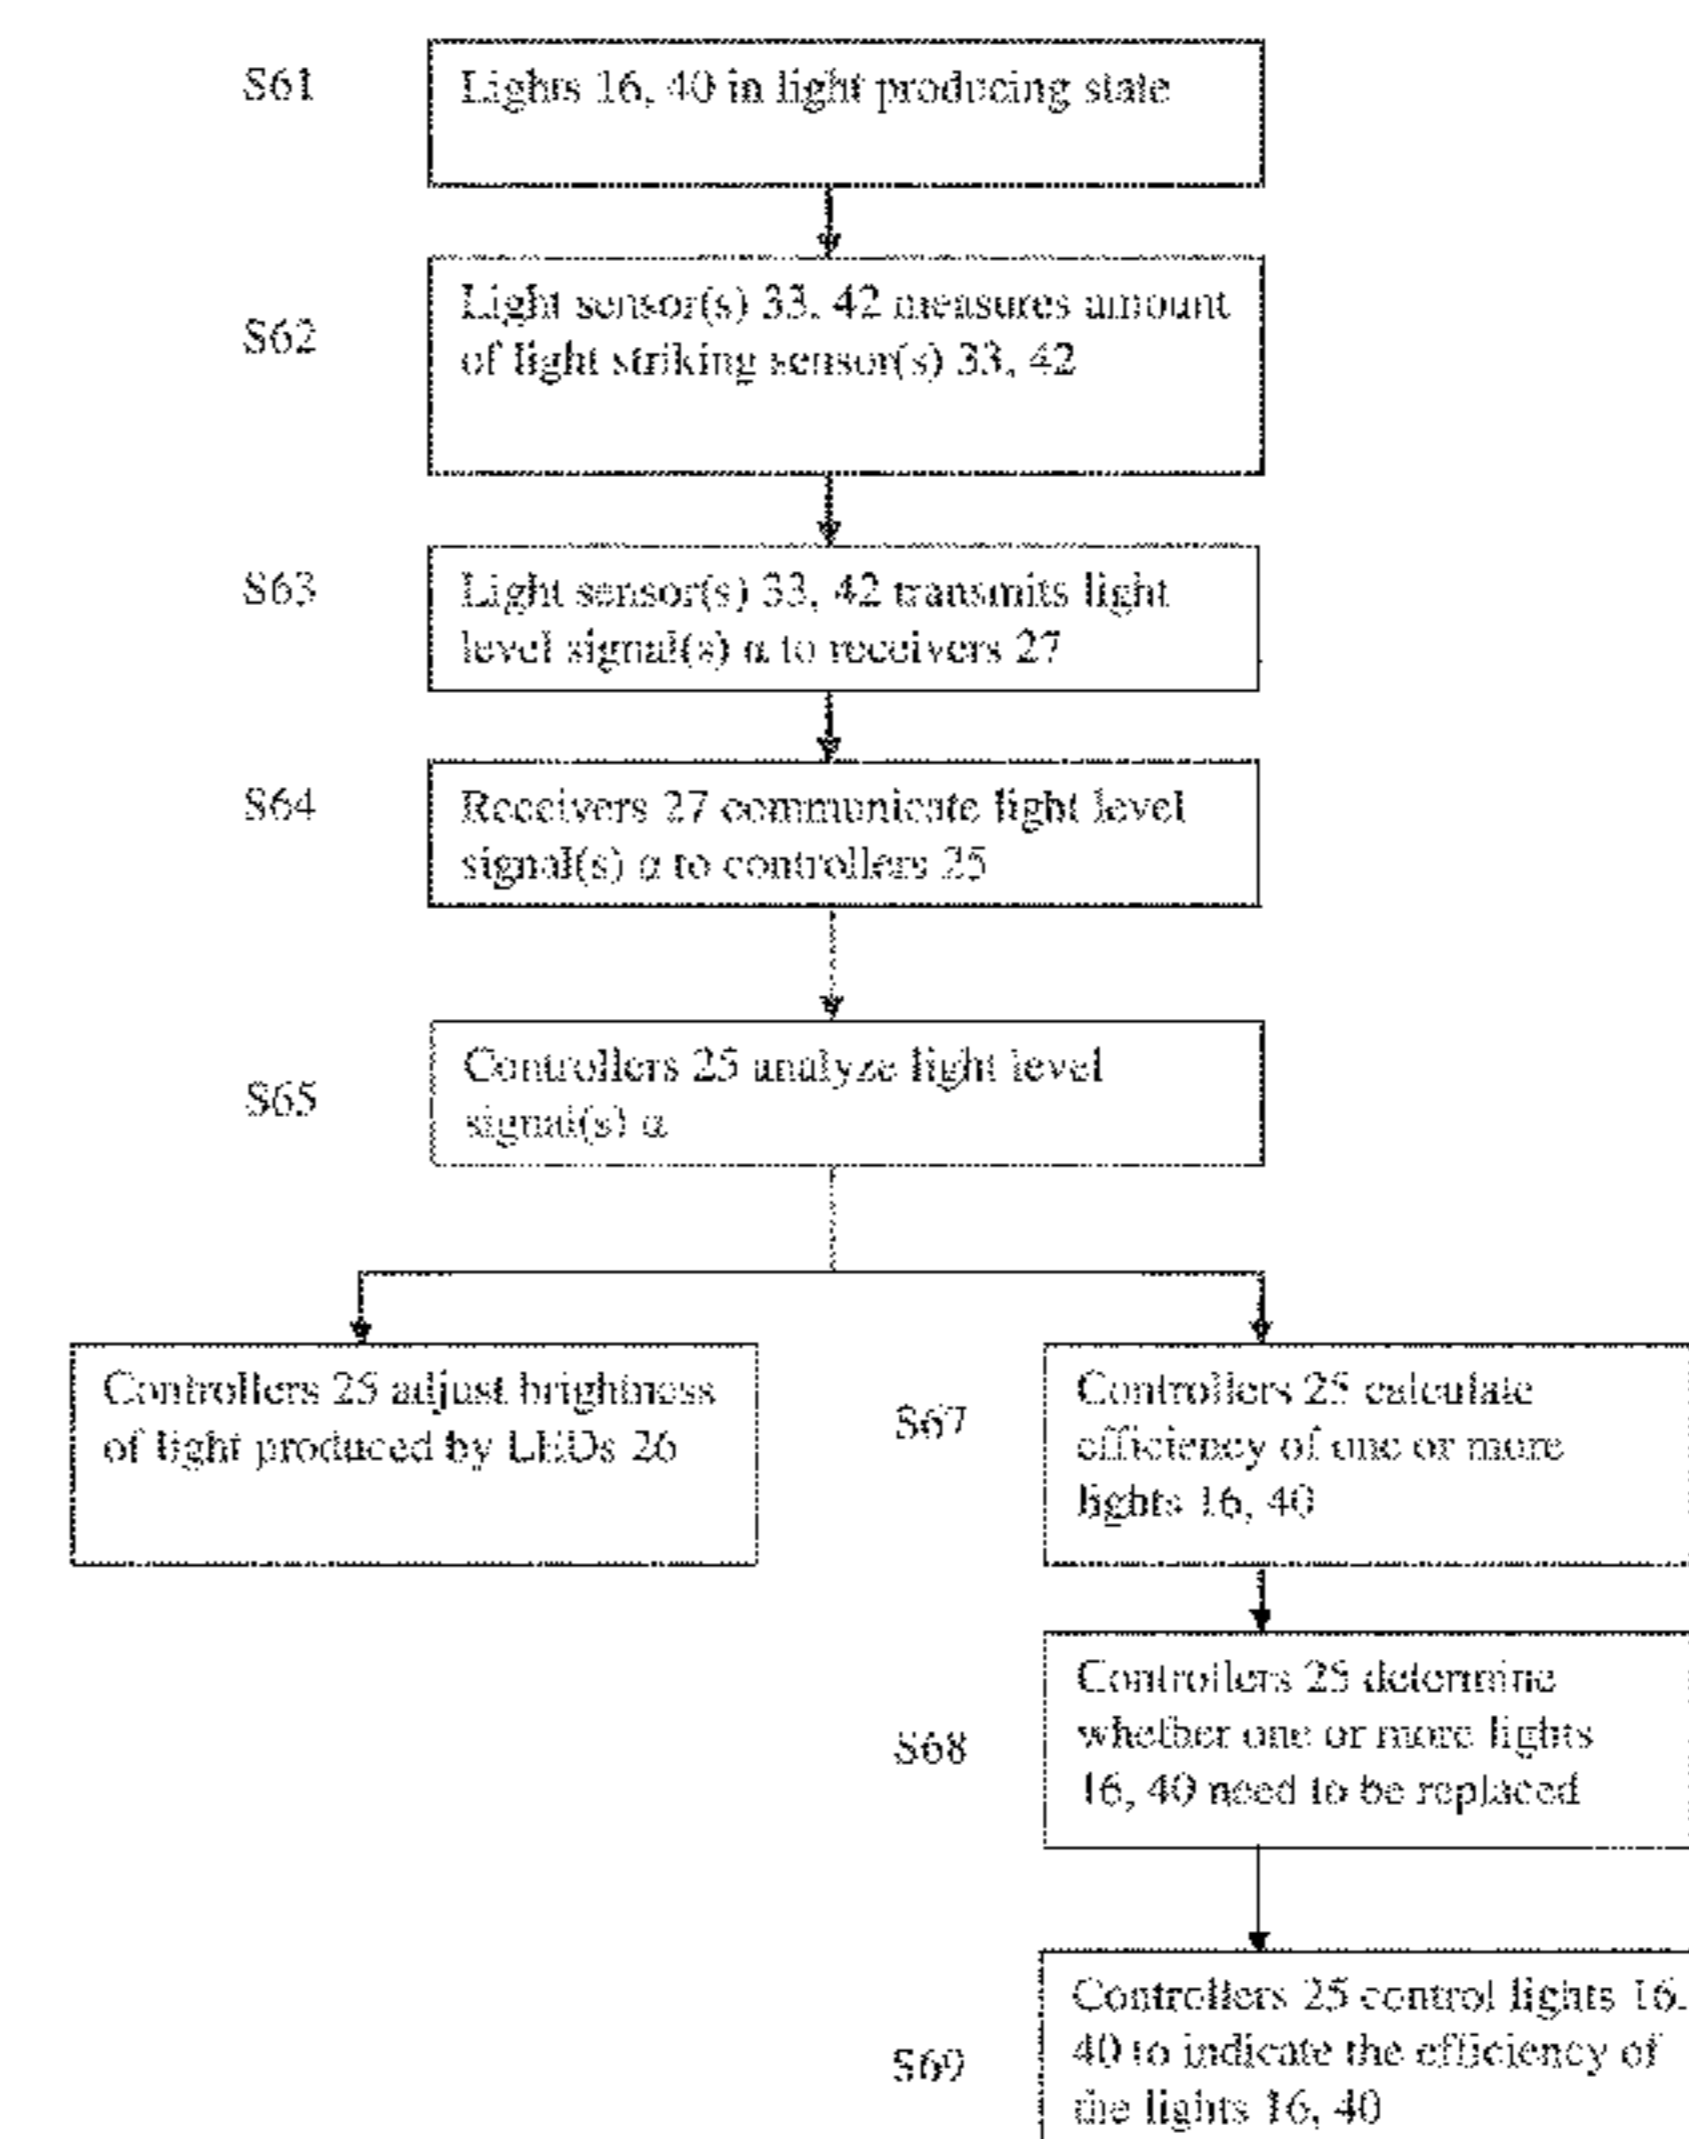 S61
Lights 16, 40 in light producing state
S62
Light sensor(s) 33, 42 measures amount
of light striking sensor(s) 33, 42
S63
Light sensor(s) 33, 42 transmits light
level signal(s) α to receivers 27
S64
Receivers 27 communicate light level
signal(s) α to controllers 25
S65
Controllers 25 analyze light level
signal(s) α
Controllers 25 adjust brightness
of light produced by LEDs 26
S67
Controllers 25 calculate
efficiency of one or more
lights 16, 40
S68
Controllers 25 determine
whether one or more lights
16, 40 need to be replaced
S69
Controllers 25 control lights 16,
40 to indicate the efficiency of
the lights 16, 40